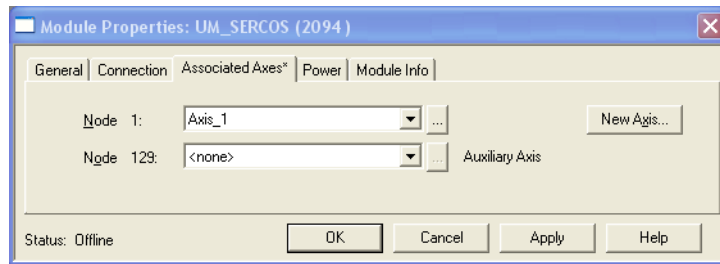 Module Properties: UM_SERCOS (2094)
General Connection Associated Axes* Power Module Info
Node 1: Axis_1 ... New Axis...
Node 129: <none> ... Auxiliary Axis
Status: Offline OK Cancel Apply Help